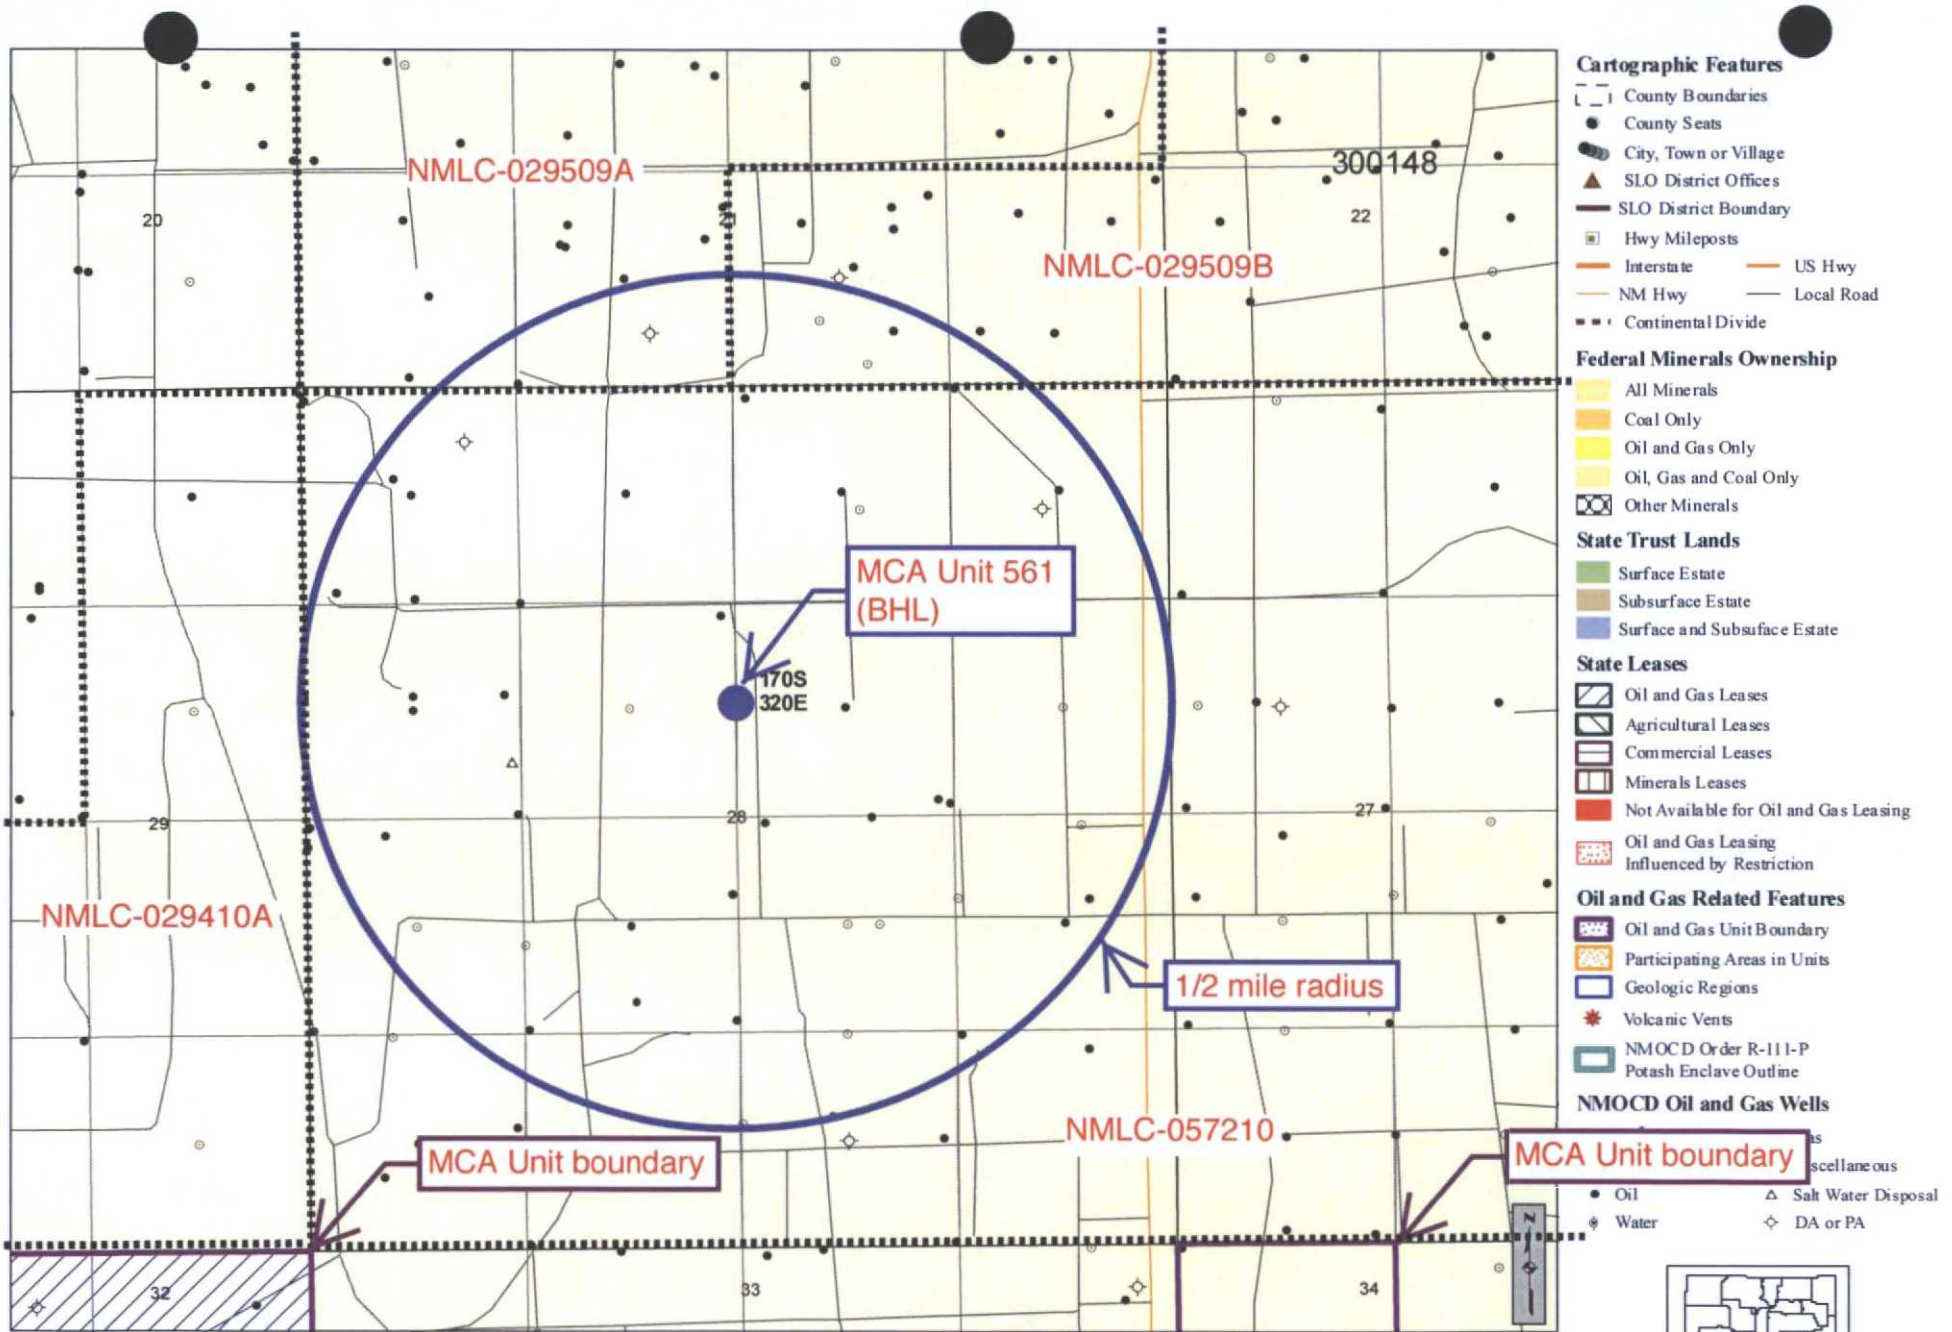 NMLC-029509A
300148
20
21
22
NMLC-029509B
MCA Unit 561
(BHL)
170S
320E
29
28
27
NMLC-029410A
1/2 mile radius
NMLC-057210
MCA Unit boundary
MCA Unit boundary
32
33
34
N
Cartographic Features
County Boundaries
County Seats
City, Town or Village
SLO District Offices
SLO District Boundary
Hwy Mileposts
Interstate
US Hwy
NM Hwy
Local Road
Continental Divide
Federal Minerals Ownership
All Minerals
Coal Only
Oil and Gas Only
Oil, Gas and Coal Only
Other Minerals
State Trust Lands
Surface Estate
Subsurface Estate
Surface and Subsuface Estate
State Leases
Oil and Gas Leases
Agricultural Leases
Commercial Leases
Minerals Leases
Not Available for Oil and Gas Leasing
Oil and Gas Leasing
Influenced by Restriction
Oil and Gas Related Features
Oil and Gas Unit Boundary
Participating Areas in Units
Geologic Regions
Volcanic Vents
NMOCD Order R-111-P
Potash Enclave Outline
NMOCD Oil and Gas Wells
as
scellaneous
Oil
Salt Water Disposal
Water
DA or PA